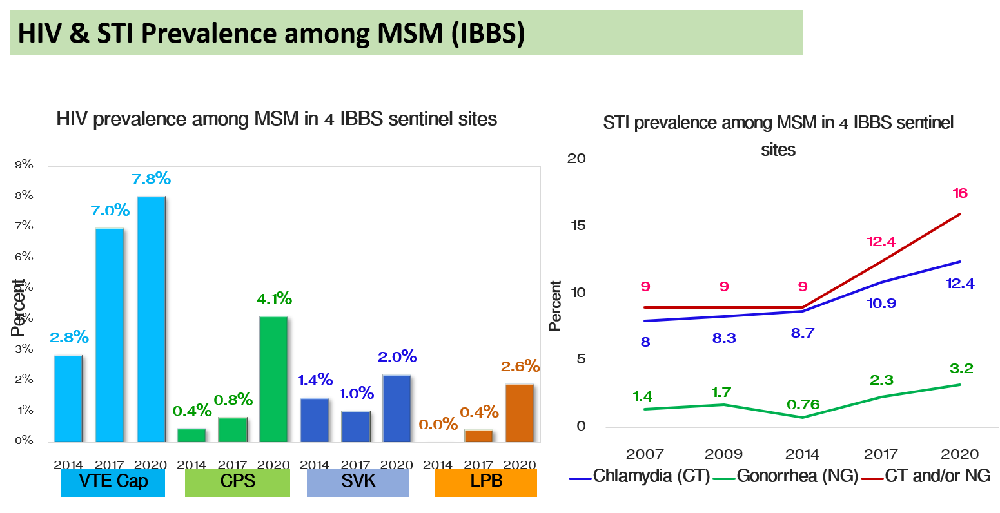 HIV & STI Prevalence among MSM (IBBS)
HIV prevalence among MSM in 4 IBBS sentinel sites
9%
8%
7%
6%
3%
2%
1%
0%
Percent
2.8%
7.0%
7.8%
0.4%
0.8%
4.1%
1.4%
1.0%
2.0%
0.0%
0.4%
2.6%
2014 2017 2020 2014 2017 2020 2014 2017 2020 2014 2017 2020
VTE Cap CPS SVK LPB
STI prevalence among MSM in 4 IBBS sentinel
sites
20
15
10
5
0
Percent
9 9 9 12.4 16
8 8.3 8.7 10.9 12.4
1.4 1.7 0.76 2.3 3.2
2007 2009 2014 2017 2020
Chlamydia (CT) Gonorrhea (NG) CT and/or NG